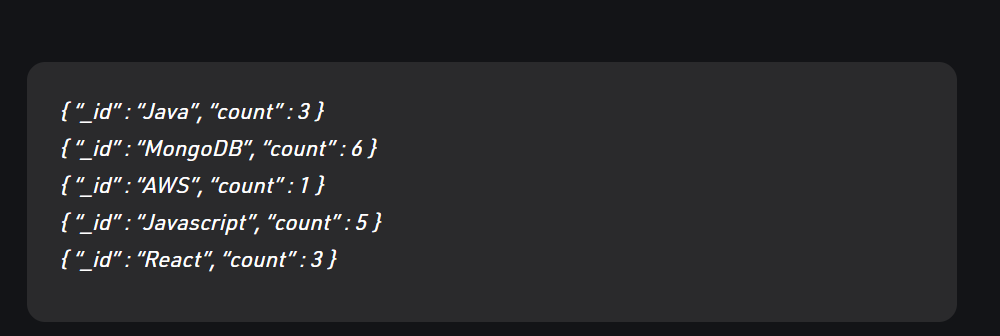 { “_id” : “Java”, “count” : 3 }
{ “_id” : “MongoDB”, “count” : 6 }
{ “_id” : “AWS”, “count” : 1 }
{ “_id” : “Javascript”, “count” : 5 }
{ “_id” : “React”, “count” : 3 }